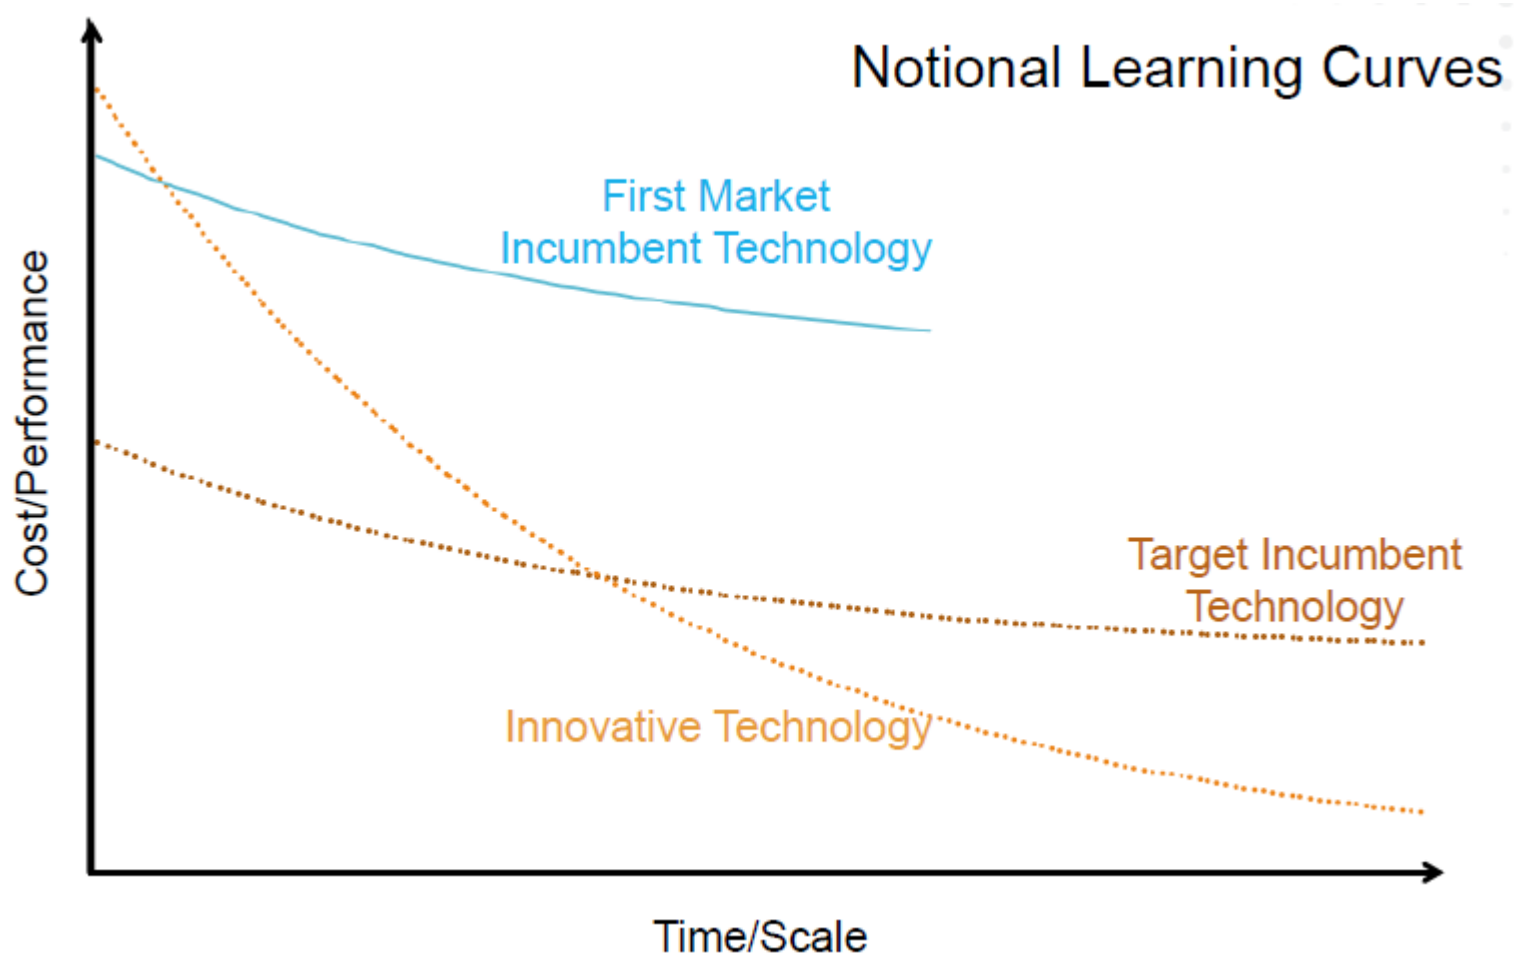 Notional Learning Curves
First Market
Incumbent Technology
Cost/Performance
Target Incumbent
Technology
Innovative Technology
Time/Scale